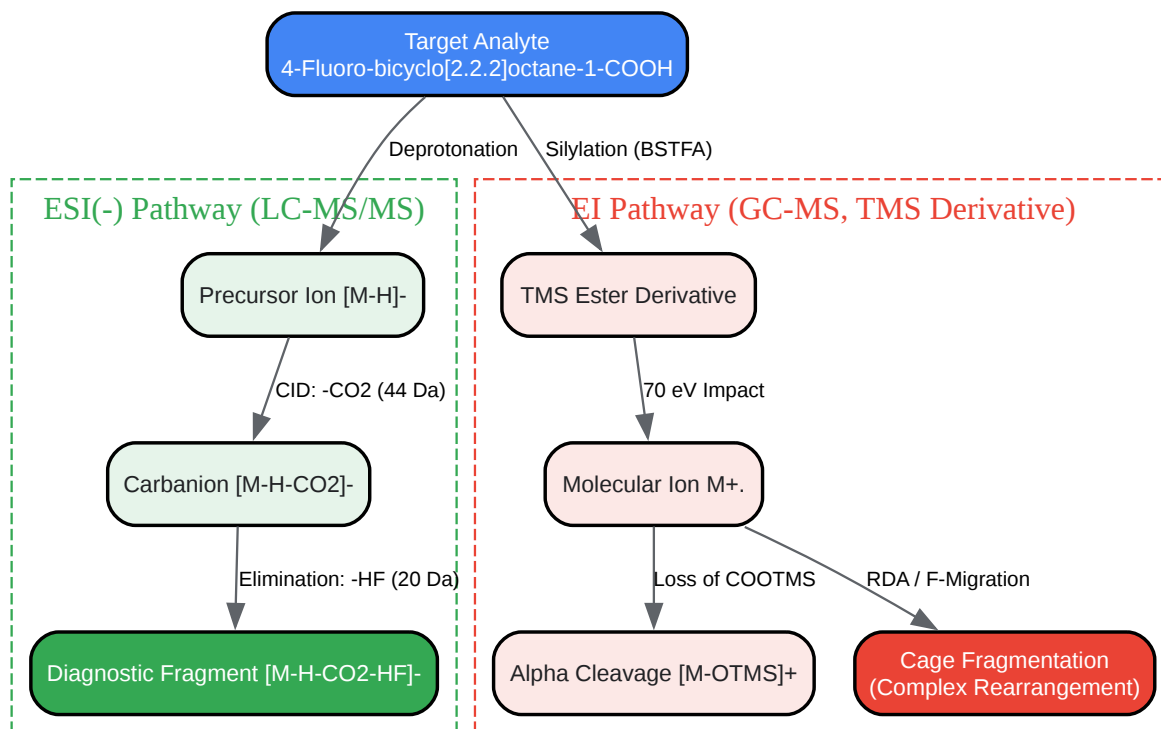 Target Analyte
4-Fluoro-bicyclo[2.2.2]octane-1-COOH
Deprotonation
Silylation (BSTFA)
ESI(-) Pathway (LC-MS/MS)
EI Pathway (GC-MS, TMS Derivative)
Precursor Ion [M-H]-
TMS Ester Derivative
CID: -CO2 (44 Da)
70 eV Impact
Carbanion [M-H-CO2]-
Molecular Ion M+.
Elimination: -HF (20 Da)
Loss of COOTMS
RDA / F-Migration
Diagnostic Fragment [M-H-CO2-HF]-
Alpha Cleavage [M-OTMS]+
Cage Fragmentation
(Complex Rearrangement)